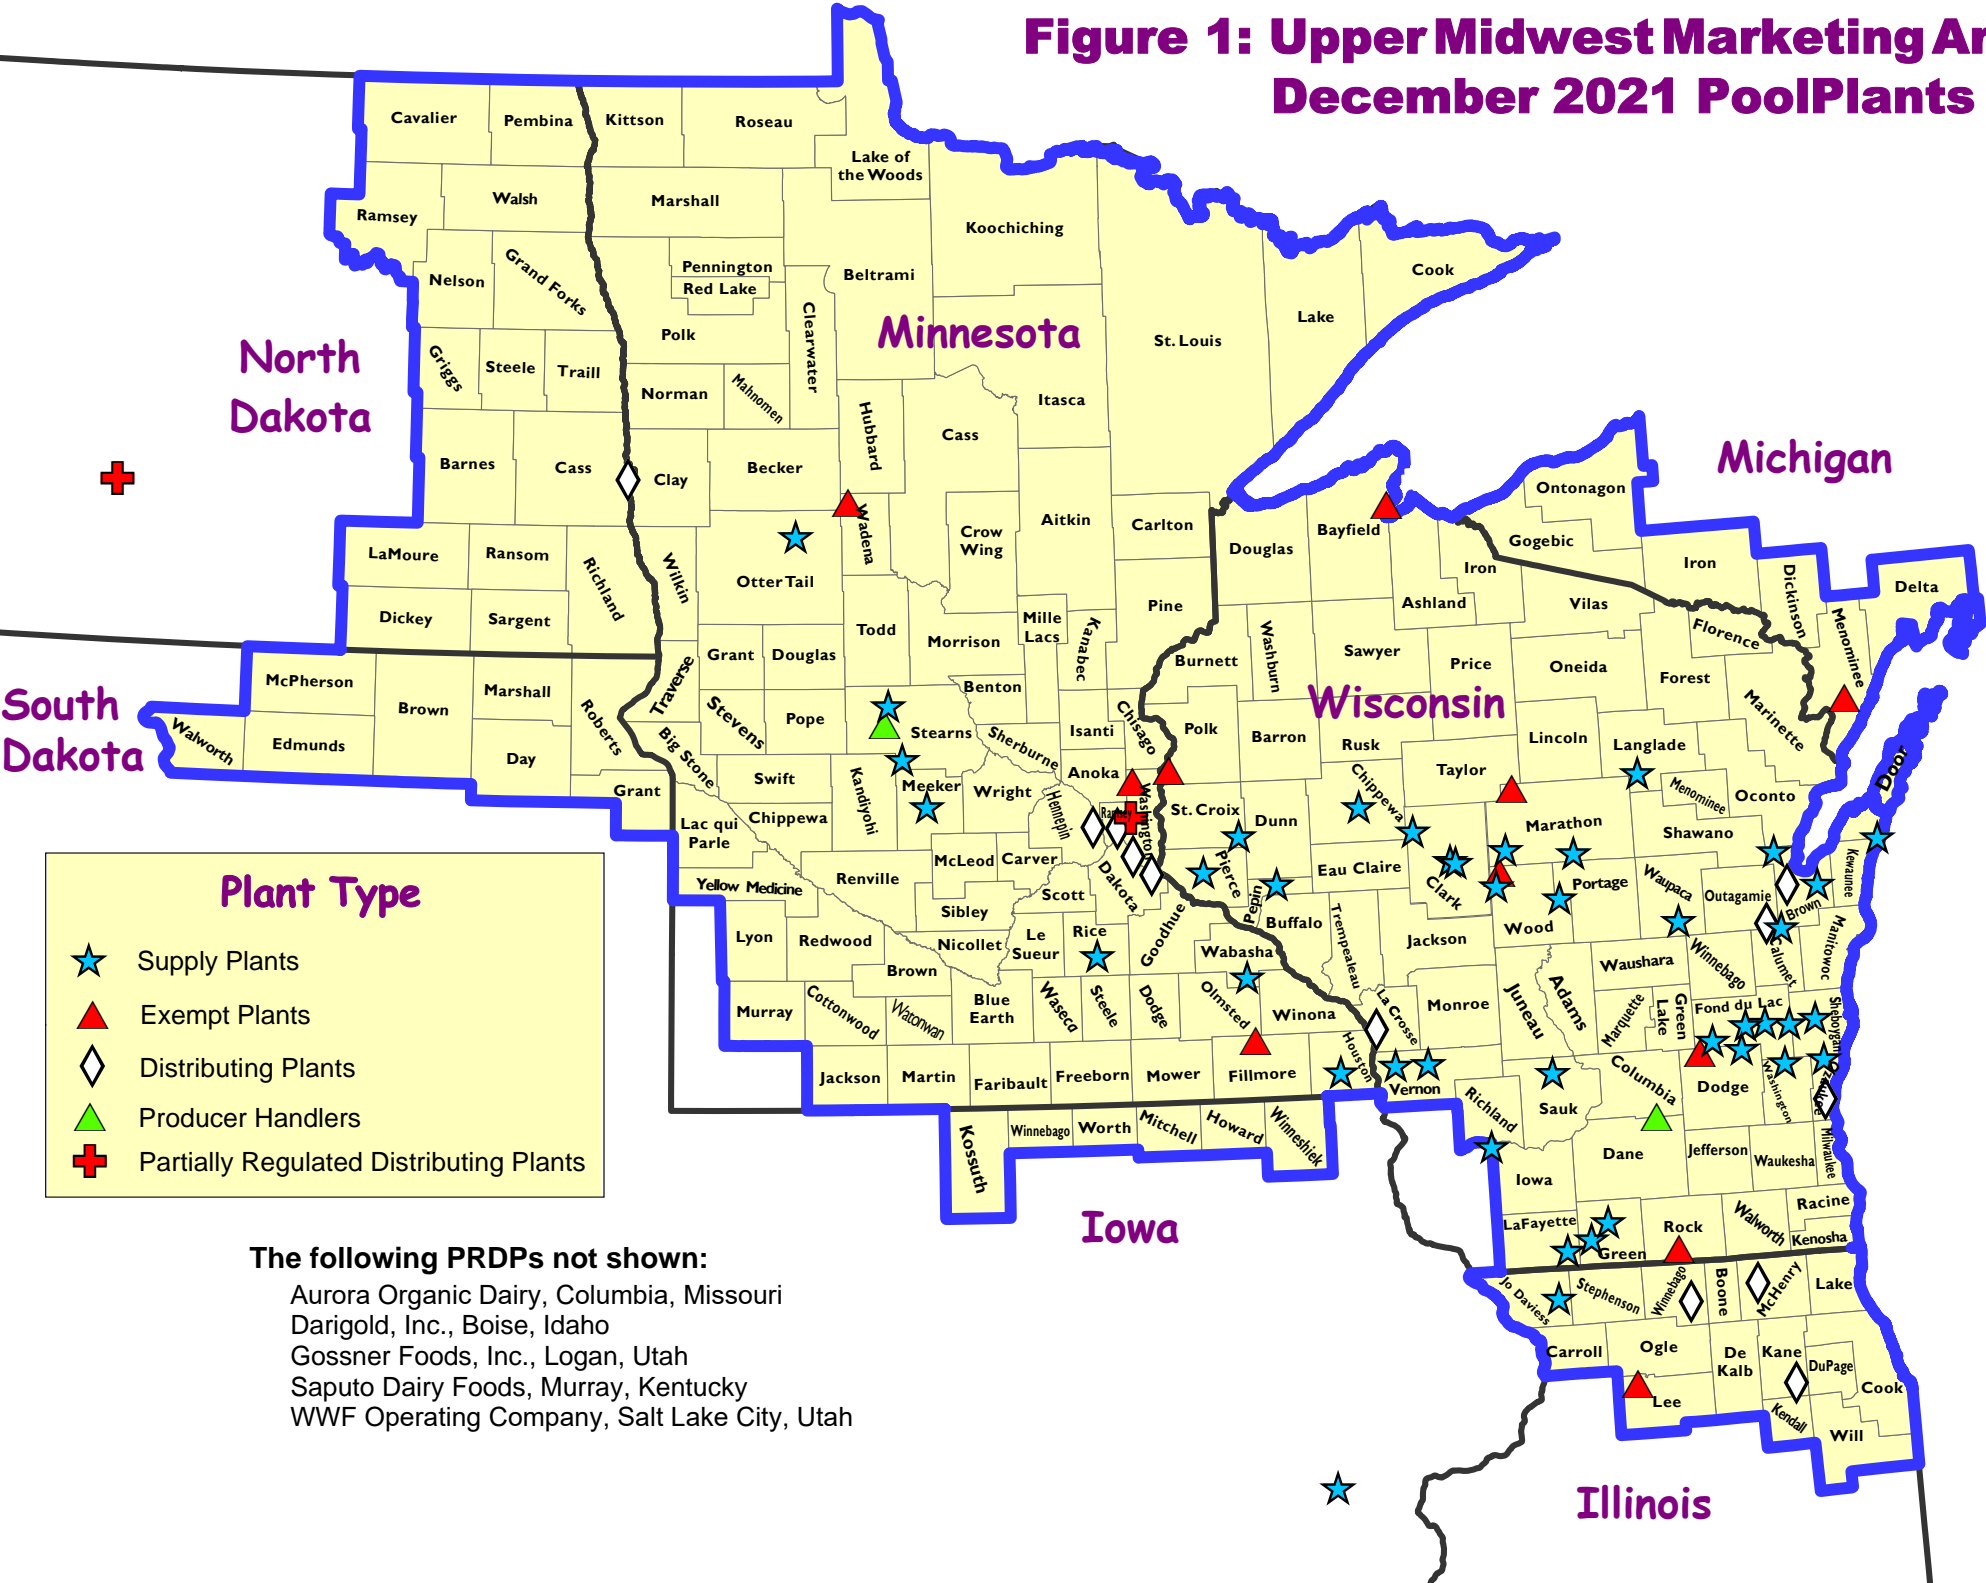 Figure 1: Upper Midwest Marketing Ar
December 2021 PoolPlants
North
Dakota
South
Dakota
Minnesota
Wisconsin
Michigan
Iowa
Illinois
Cavalier
Pembina
Kittson
Roseau
Lake of
the Woods
Ramsey
Walsh
Marshall
Koochiching
Nelson
Grand Forks
Pennington
Red Lake
Beltrami
Clearwater
Cook
Lake
St. Louis
Polk
Griggs
Steele
Traill
Norman
Mahnomen
Hubbard
Itasca
Cass
Barnes
Cass
Clay
Becker
Wadena
Crow
Wing
Aitkin
Carlton
LaMoure
Ransom
Richland
Wilkin
Otter Tail
Dickey
Sargent
Todd
Morrison
Mille
Lacs
Kanabec
Pine
Douglas
Bayfield
Ashland
Iron
Ontonagon
Gogebic
Iron
Dickinson
Menominee
Delta
Vilas
Florence
McPherson
Brown
Marshall
Roberts
Traverse
Grant
Douglas
Walworth
Edmunds
Day
Grant
Big Stone
Stevens
Pope
Stearns
Benton
Sherburne
Isanti
Chisago
Burnett
Washburn
Sawyer
Price
Oneida
Forest
Marinette
Polk
Barron
Rusk
Taylor
Lincoln
Langlade
Menominee
Oconto
Door
Swift
Kandiyohi
Meeker
Wright
Anoka
Hennepin
Ramsey
Washington
Lac qui
Parle
Chippewa
McLeod
Carver
Scott
Dakota
St. Croix
Dunn
Chippewa
Marathon
Shawano
Yellow Medicine
Renville
Sibley
Pierce
Pepin
Eau Claire
Clark
Wood
Portage
Waupaca
Outagamie
Brown
Kewaunee
Lyon
Redwood
Nicollet
Le
Sueur
Rice
Goodhue
Wabasha
Buffalo
Trempealeau
Jackson
Brown
Murray
Cottonwood
Watonwan
Blue
Earth
Waseca
Steele
Dodge
Olmsted
Winona
La Crosse
Monroe
Juneau
Adams
Waushara
Winnebago
Calumet
Manitowoc
Marquette
Green
Lake
Fond du Lac
Sheboygan
Jackson
Martin
Faribault
Freeborn
Mower
Fillmore
Houston
Vernon
Richland
Sauk
Columbia
Dodge
Washington
Ozaukee
Kossuth
Winnebago
Worth
Mitchell
Howard
Winneshiek
Iowa
Dane
Jefferson
Waukesha
Milwaukee
LaFayette
Green
Rock
Walworth
Racine
Kenosha
Jo Daviess
Stephenson
Winnebago
Boone
McHenry
Lake
Carroll
Ogle
De
Kalb
Kane
DuPage
Cook
Lee
Kendall
Will
Plant Type
Supply Plants
Exempt Plants
Distributing Plants
Producer Handlers
Partially Regulated Distributing Plants
The following PRDPs not shown:
Aurora Organic Dairy, Columbia, Missouri
Darigold, Inc., Boise, Idaho
Gossner Foods, Inc., Logan, Utah
Saputo Dairy Foods, Murray, Kentucky
WWF Operating Company, Salt Lake City, Utah